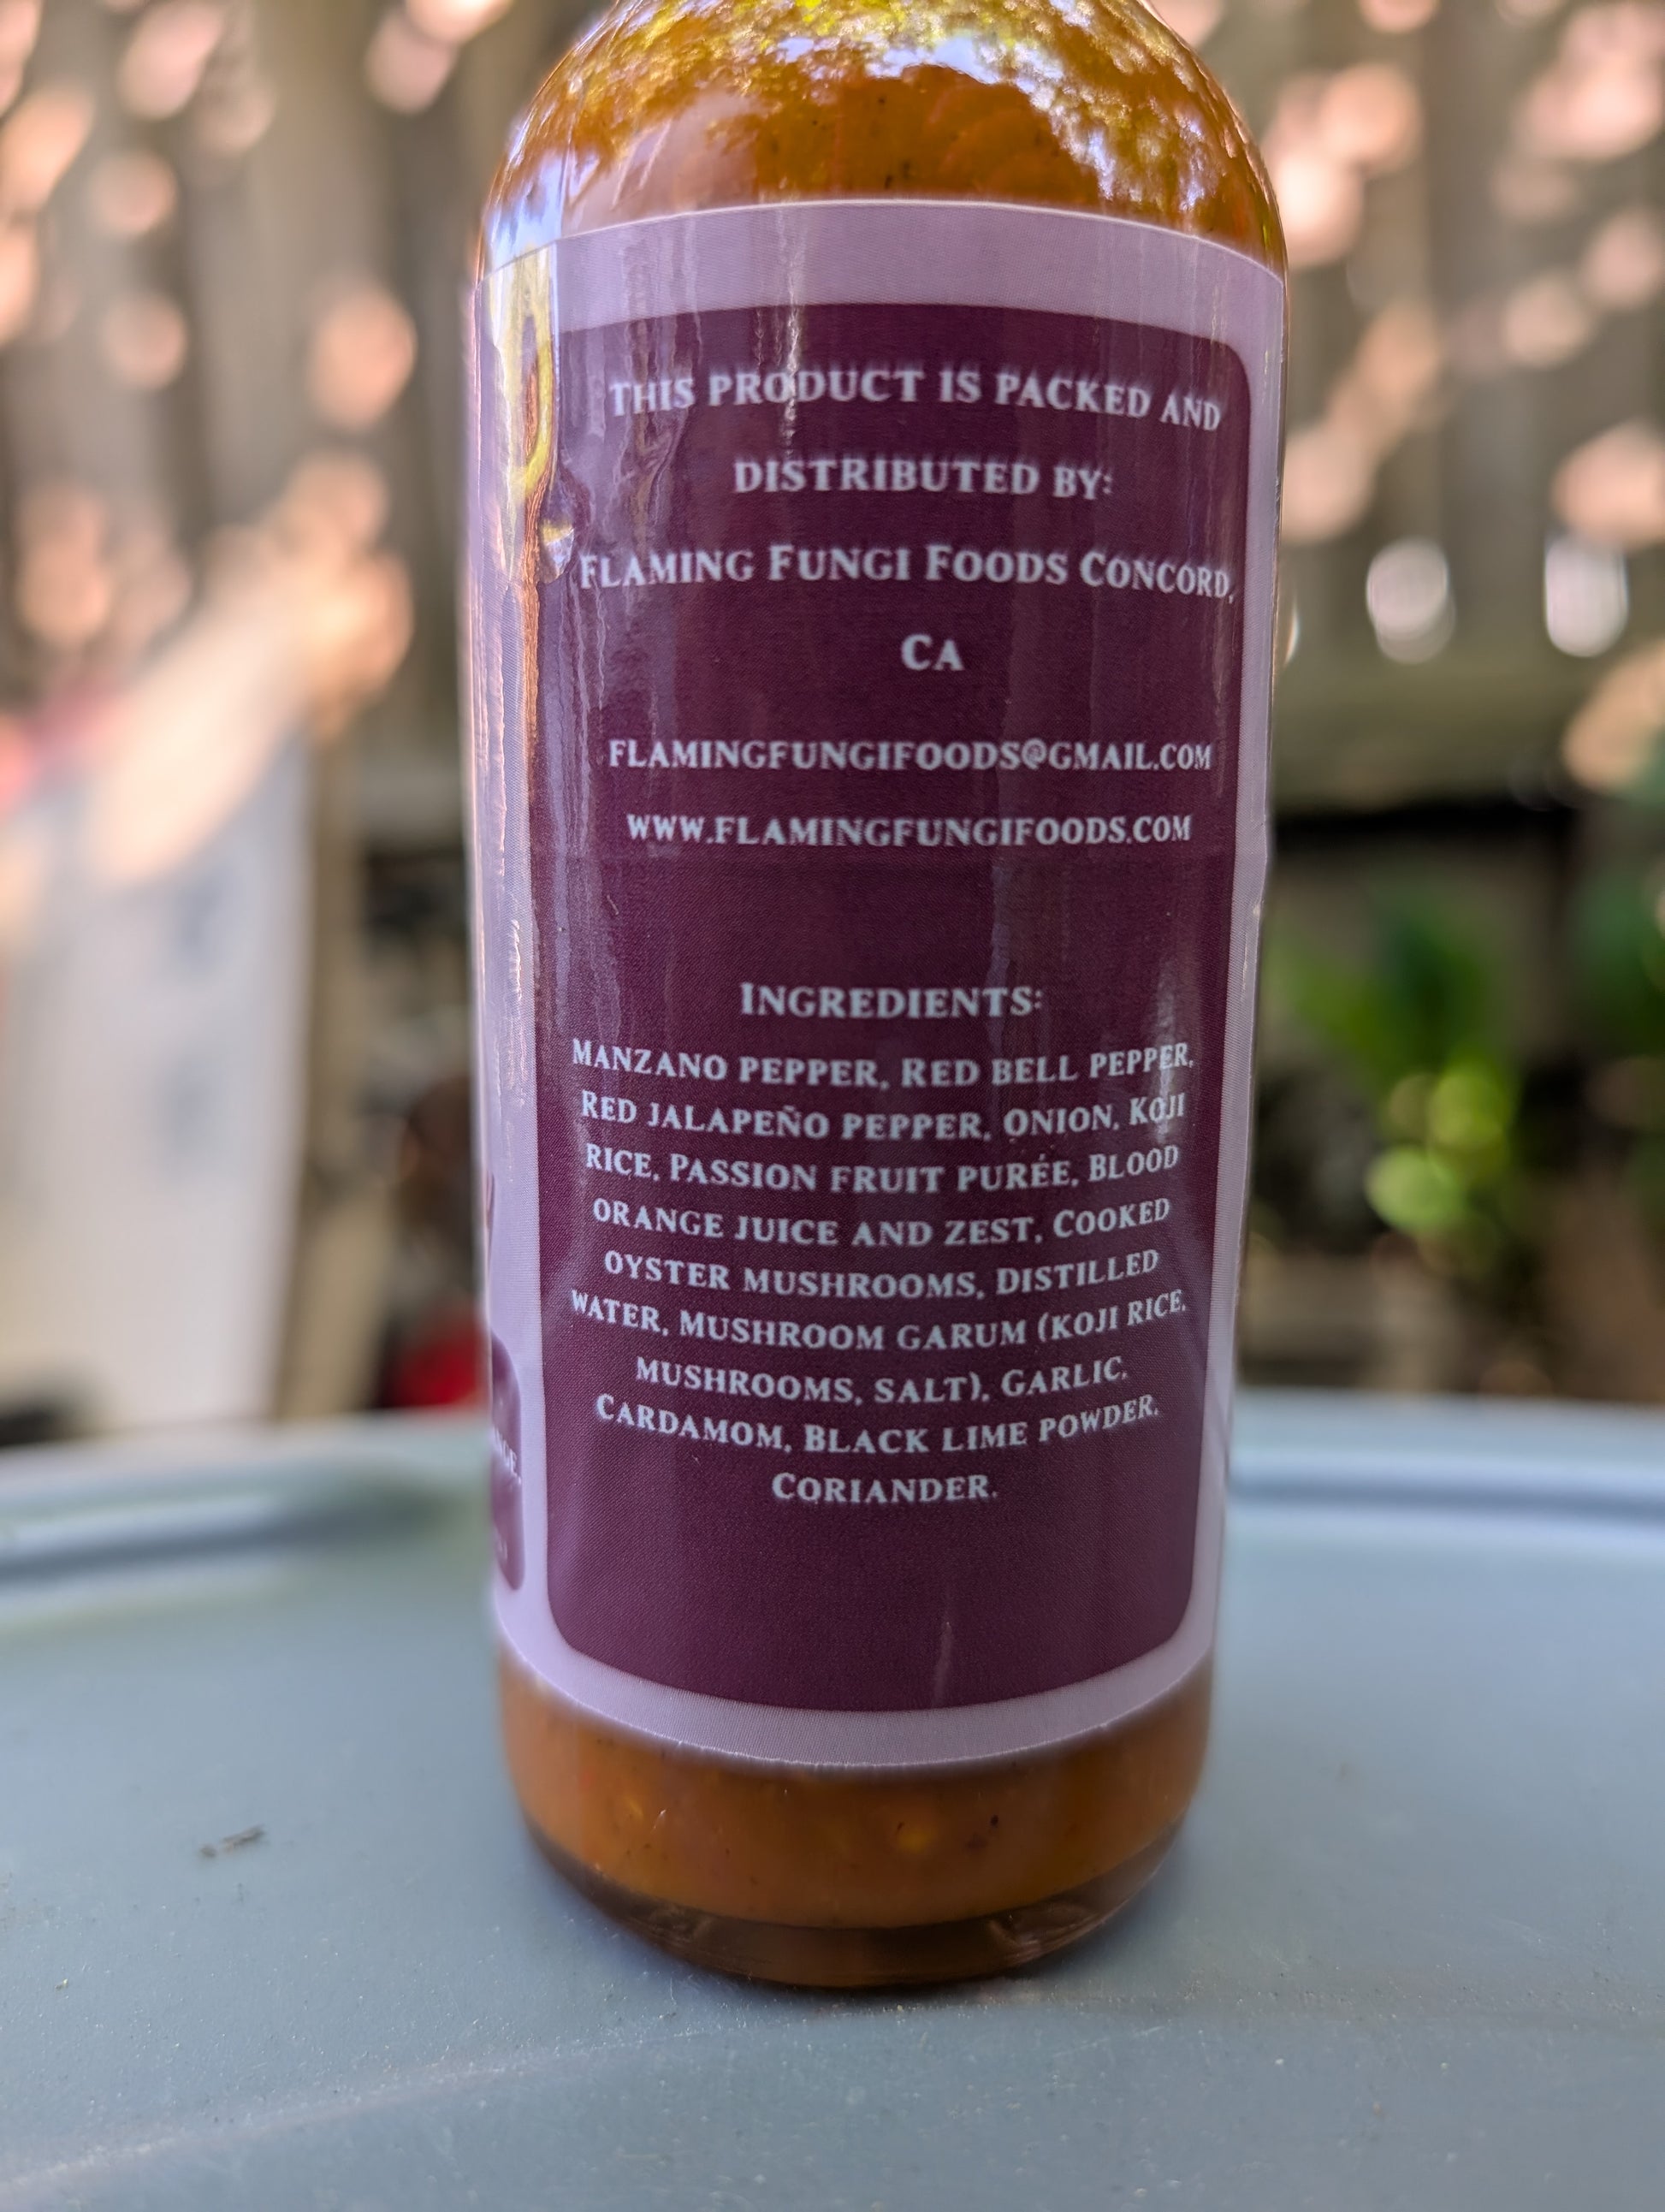 THIS PRODUCT IS PACKED AND
DISTRIBUTED BY:
FLAMING FUNGI FOODS CONCORD,
CA
FLAMINGFUNGIFOODS@GMAIL.COM
WWW.FLAMINGFUNGIFOODS.COM
INGREDIENTS:
MANZANO PEPPER, RED BELL PEPPER,
RED JALAPEÑO PEPPER, ONION, KOJI
RICE, PASSION FRUIT PURÉE, BLOOD
ORANGE JUICE AND ZEST, COOKED
OYSTER MUSHROOMS, DISTILLED
WATER, MUSHROOM GARUM (KOJI RICE,
MUSHROOMS, SALT), GARLIC,
CARDAMOM, BLACK LIME POWDER,
CORIANDER.